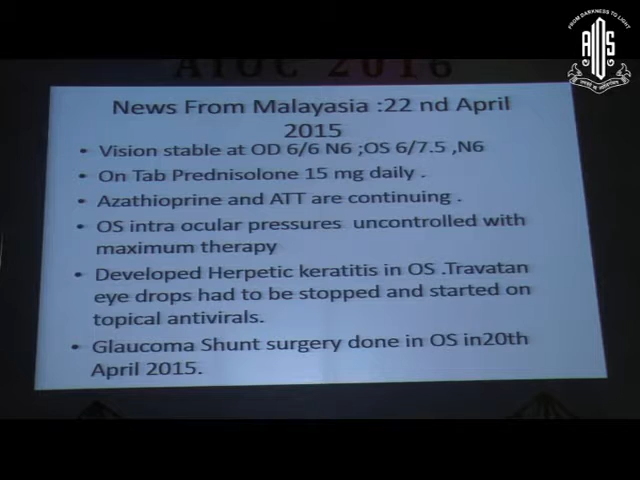 FROM DARKNESS TO LIGHT
AIOS
AIOC 2016
News From Malayasia :22 nd April
2015
• Vision stable at OD 6/6 N6 ;OS 6/7.5 ,N6
• On Tab Prednisolone 15 mg daily .
• Azathioprine and ATT are continuing .
• OS intra ocular pressures uncontrolled with
maximum therapy
• Developed Herpetic keratitis in OS .Travatan
eye drops had to be stopped and started on
topical antivirals.
• Glaucoma Shunt surgery done in OS in20th
April 2015.